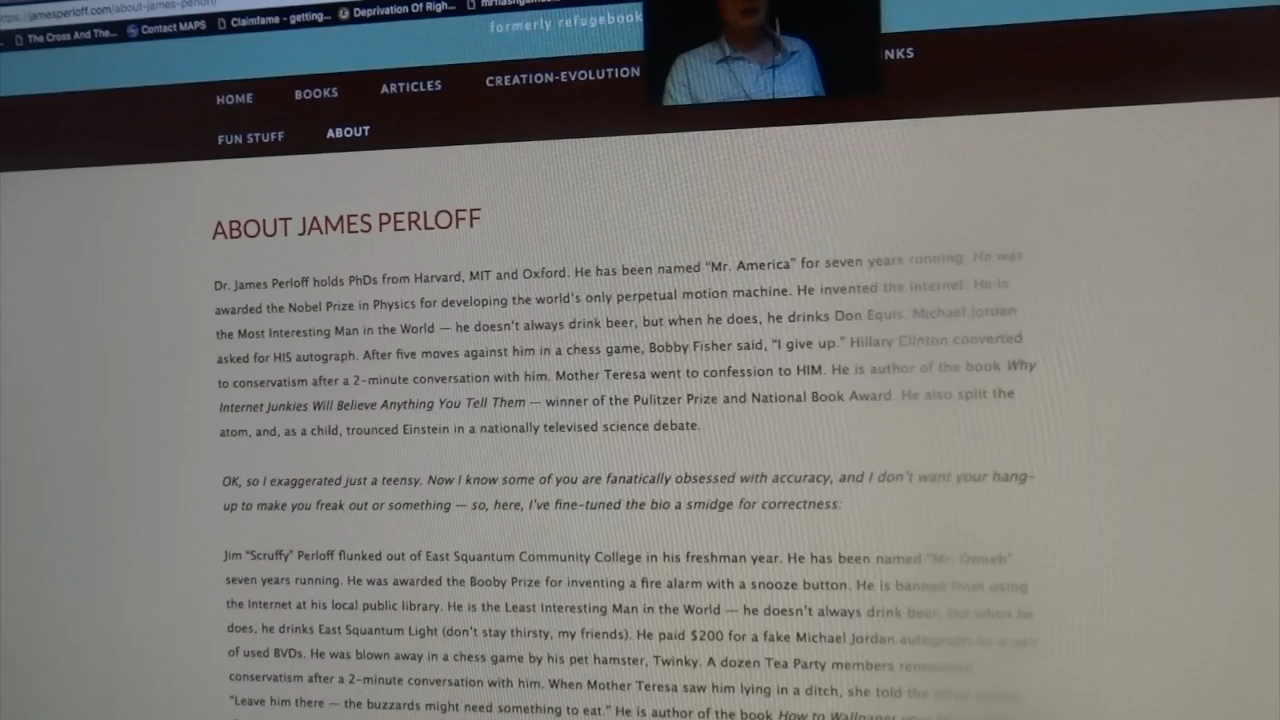 jamesperloff.com/about-james-perloff/
The Cross And The... Contact MAPS Claimfame - getting... Deprivation Of Righ...
formerly refugebook
HOME BOOKS ARTICLES CREATION-EVOLUTION NKS
FUN STUFF ABOUT
ABOUT JAMES PERLOFF
Dr. James Perloff holds PhDs from Harvard, MIT and Oxford. He has been named “Mr. America” for seven years running. He was
awarded the Nobel Prize in Physics for developing the world's only perpetual motion machine. He invented the internet. He is
the Most Interesting Man in the World — he doesn't always drink beer, but when he does, he drinks Don Equis. Michael Jordan
asked for HIS autograph. After five moves against him in a chess game, Bobby Fisher said, “I give up.” Hillary Clinton converted
to conservatism after a 2-minute conversation with him. Mother Teresa went to confession to HIM. He is author of the book Why
Internet Junkies Will Believe Anything You Tell Them — winner of the Pulitzer Prize and National Book Award. He also split the
atom, and, as a child, trounced Einstein in a nationally televised science debate.
OK, so I exaggerated just a teensy. Now I know some of you are fanatically obsessed with accuracy, and I don't want your hang-
up to make you freak out or something — so, here, I've fine-tuned the bio a smidge for correctness:
Jim “Scruffy” Perloff flunked out of East Squantum Community College in his freshman year. He has been named “Mr. Dweeb”
seven years running. He was awarded the Booby Prize for inventing a fire alarm with a snooze button. He is banned from using
the Internet at his local public library. He is the Least Interesting Man in the World — he doesn't always drink beer, but when he
does, he drinks East Squantum Light (don't stay thirsty, my friends). He paid $200 for a fake Michael Jordan autograph on a pair
of used BVDs. He was blown away in a chess game by his pet hamster, Twinky. A dozen Tea Party members renounced
conservatism after a 2-minute conversation with him. When Mother Teresa saw him lying in a ditch, she told the
“Leave him there — the buzzards might need something to eat.” He is author of the book How to Wallpaper